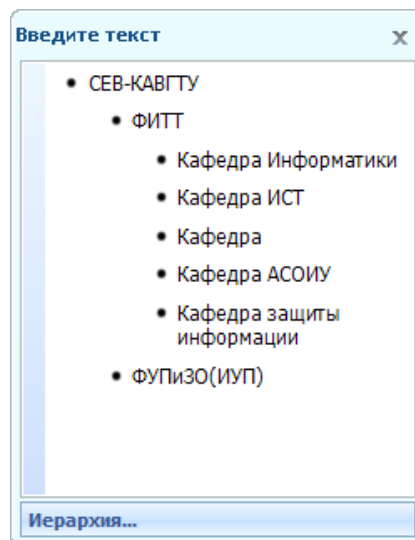 Введите текст
СЕВ-КАВГТУ
ФИТТ
Кафедра Информатики
Кафедра ИСТ
Кафедра
Кафедра АСОИУ
Кафедра защиты
информации
ФУПиЗО(ИУП)
Иерархия...